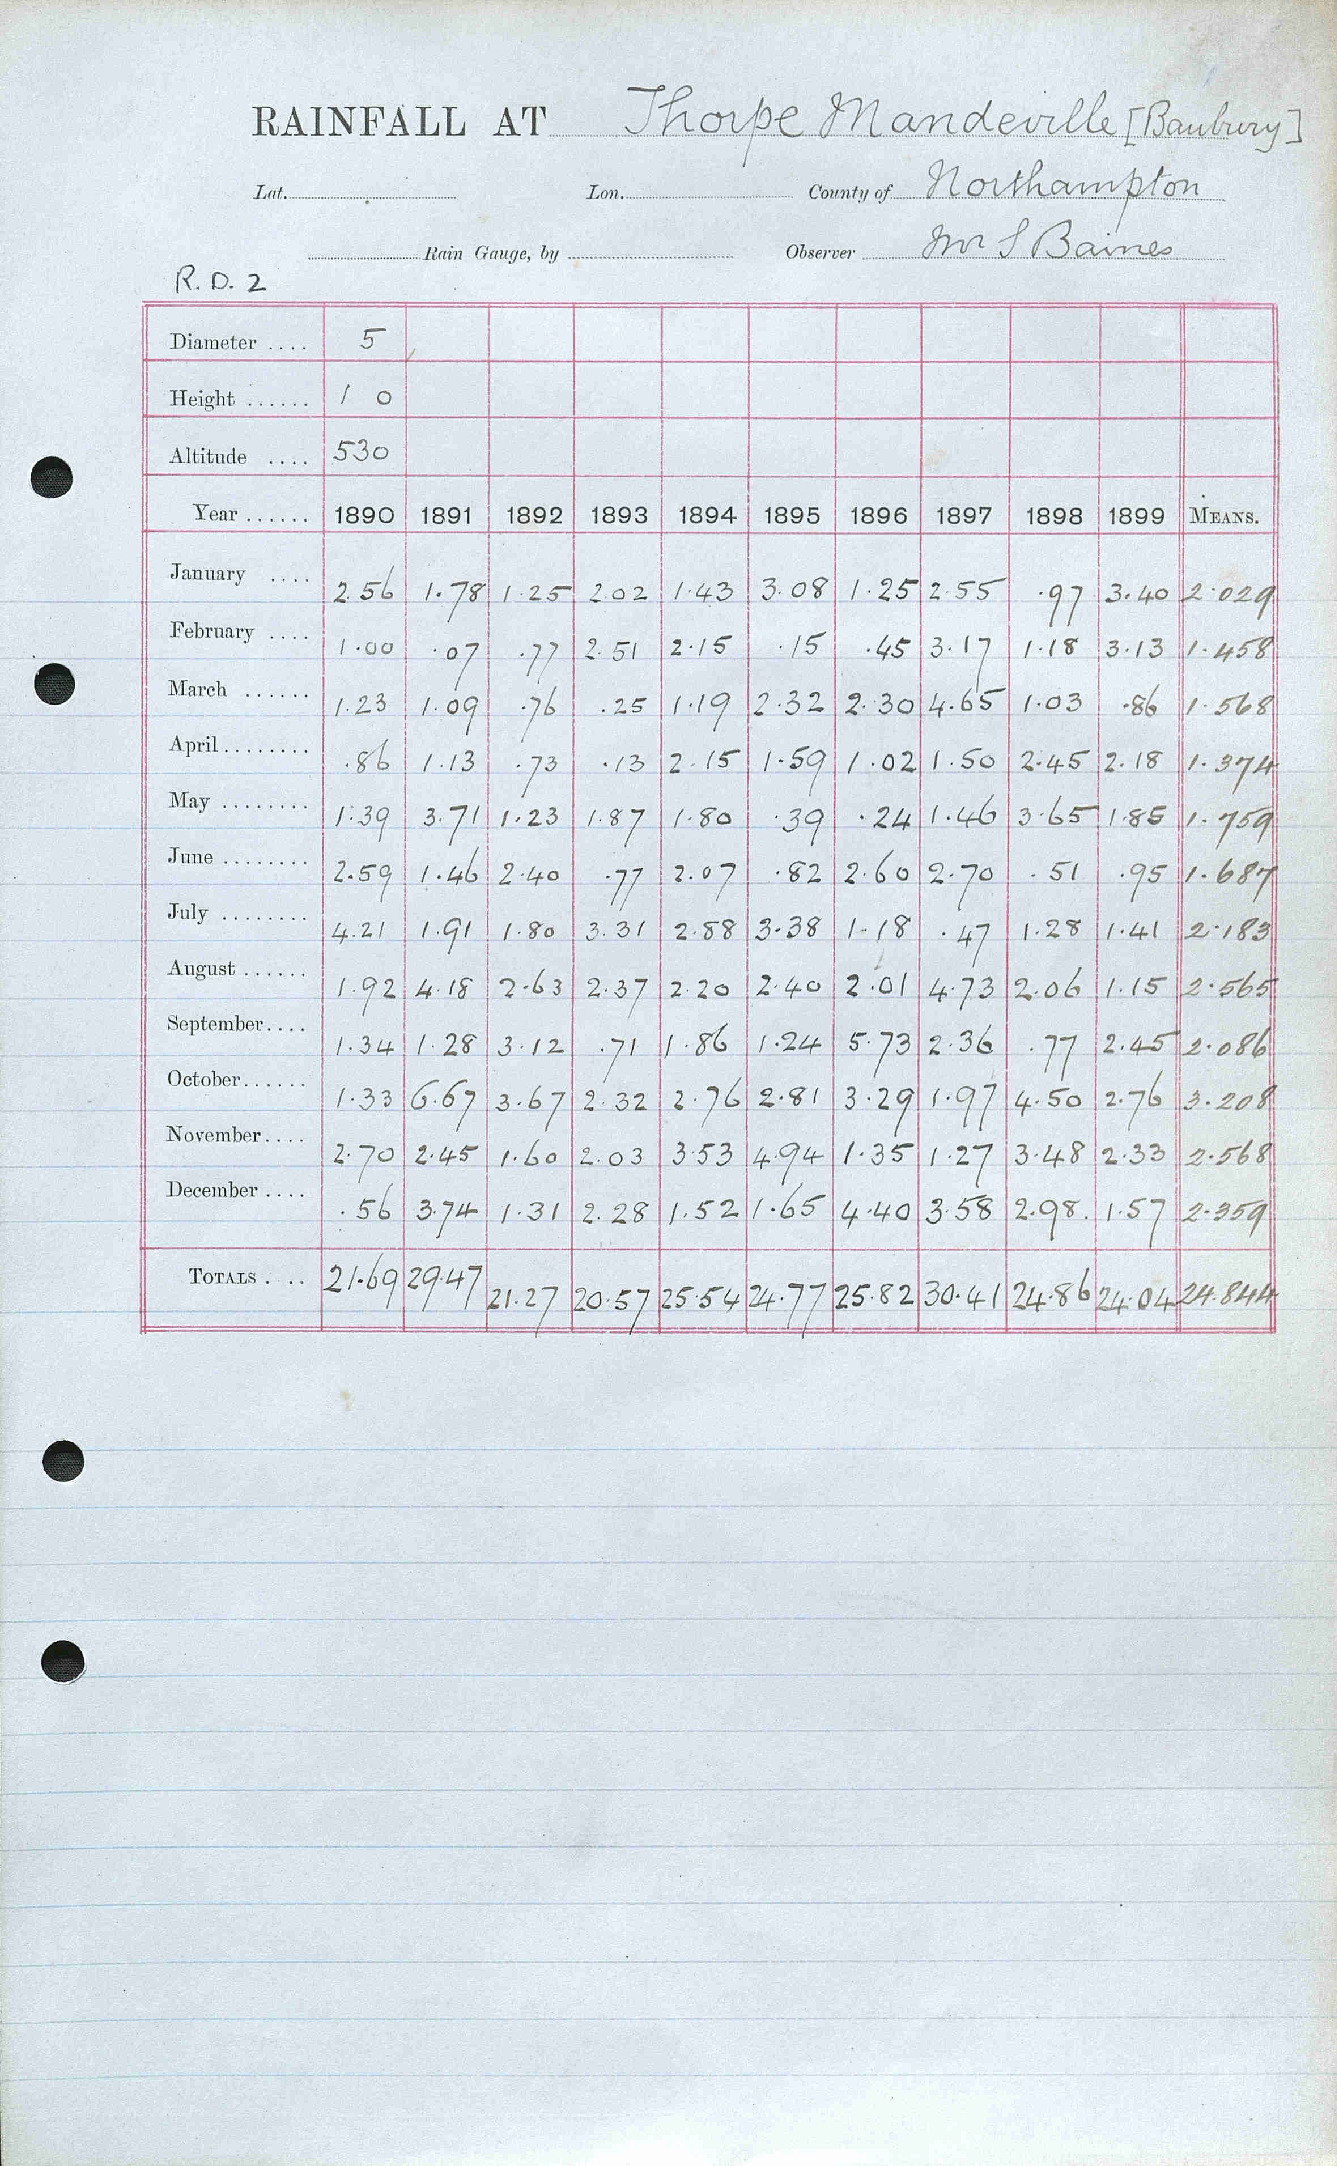 RAINFALL AT Thorpe Mandeville [Banbury]
Lat. Lon. County of Northampton
Rain Gauge, by Observer Mr S Baines
R. D. 2
Diameter .... 5
Height ...... 1 0
Altitude .... 530
Year ...... 1890 1891 1892 1893 1894 1895 1896 1897 1898 1899 MEANS.
January .... 2.56 1.78 1.25 2.02 1.43 3.08 1.25 2.55 .97 3.40 2.029
February .... 1.00 .07 .77 2.51 2.15 .15 .45 3.17 1.18 3.13 1.458
March ...... 1.23 1.09 .76 .25 1.19 2.32 2.30 4.65 1.03 .86 1.568
April ........ .86 1.13 .73 .13 2.15 1.59 1.02 1.50 2.45 2.18 1.374
May ........ 1.39 3.71 1.23 1.87 1.80 .39 .24 1.46 3.65 1.85 1.759
June ........ 2.59 1.46 2.40 .77 2.07 .82 2.60 2.70 .51 .95 1.687
July ........ 4.21 1.91 1.80 3.31 2.88 3.38 1.18 .47 1.28 1.41 2.183
August ...... 1.92 4.18 2.63 2.37 2.20 2.40 2.01 4.73 2.06 1.15 2.565
September .... 1.34 1.28 3.12 .71 1.86 1.24 5.73 2.36 .77 2.45 2.086
October ...... 1.33 6.67 3.67 2.32 2.76 2.81 3.29 1.97 4.50 2.76 3.208
November .... 2.70 2.45 1.60 2.03 3.53 4.94 1.35 1.27 3.48 2.33 2.568
December .... .56 3.74 1.31 2.28 1.52 1.65 4.40 3.58 2.98. 1.57 2.359
TOTALS . .. 21.69 29.47 21.27 20.57 25.54 24.77 25.82 30.41 24.86 24.04 24.844